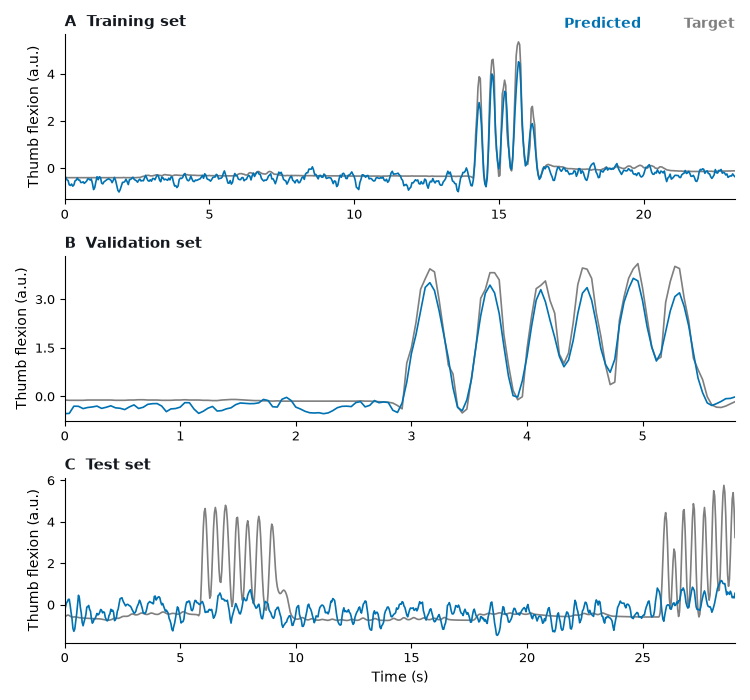 A Training set
Predicted Target
Thumb flexion (a.u.)
4
2
0
0 5 10 15 20
B Validation set
Thumb flexion (a.u.)
3.0
1.5
0.0
0 1 2 3 4 5
C Test set
Thumb flexion (a.u.)
6
4
2
0
0 5 10 15 20 25
Time (s)